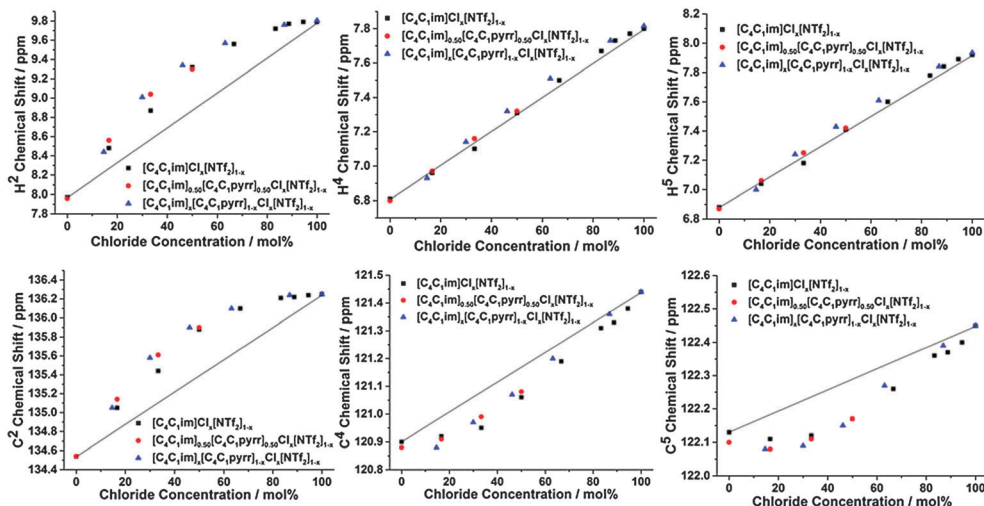 H² Chemical Shift / ppm
9.8
9.6
9.4
9.2
9.0
8.8
8.6
8.4
8.2
8.0
7.8
[C₄C₁im]Clₓ[NTf₂]₁₋ₓ
[C₄C₁im]₀.₅₀[C₄C₁pyrr]₀.₅₀Clₓ[NTf₂]₁₋ₓ
[C₄C₁im]ₓ[C₄C₁pyrr]₁₋ₓClₓ[NTf₂]₁₋ₓ
0 20 40 60 80 100
Chloride Concentration / mol%
H⁴ Chemical Shift / ppm
7.8
7.6
7.4
7.2
7.0
6.8
[C₄C₁im]Clₓ[NTf₂]₁₋ₓ
[C₄C₁im]₀.₅₀[C₄C₁pyrr]₀.₅₀Clₓ[NTf₂]₁₋ₓ
[C₄C₁im]ₓ[C₄C₁pyrr]₁₋ₓClₓ[NTf₂]₁₋ₓ
0 20 40 60 80 100
Chloride Concentration / mol%
H⁵ Chemical Shift / ppm
8.0
7.8
7.6
7.4
7.2
7.0
6.8
[C₄C₁im]Clₓ[NTf₂]₁₋ₓ
[C₄C₁im]₀.₅₀[C₄C₁pyrr]₀.₅₀Clₓ[NTf₂]₁₋ₓ
[C₄C₁im]ₓ[C₄C₁pyrr]₁₋ₓClₓ[NTf₂]₁₋ₓ
0 20 40 60 80 100
Chloride Concentration / mol%
C² Chemical Shift / ppm
136.4
136.2
136.0
135.8
135.6
135.4
135.2
135.0
134.8
134.6
134.4
[C₄C₁im]Clₓ[NTf₂]₁₋ₓ
[C₄C₁im]₀.₅₀[C₄C₁pyrr]₀.₅₀Clₓ[NTf₂]₁₋ₓ
[C₄C₁im]ₓ[C₄C₁pyrr]₁₋ₓClₓ[NTf₂]₁₋ₓ
0 20 40 60 80 100
Chloride Concentration / mol%
C⁴ Chemical Shift / ppm
121.5
121.4
121.3
121.2
121.1
121.0
120.9
120.8
[C₄C₁im]Clₓ[NTf₂]₁₋ₓ
[C₄C₁im]₀.₅₀[C₄C₁pyrr]₀.₅₀Clₓ[NTf₂]₁₋ₓ
[C₄C₁im]ₓ[C₄C₁pyrr]₁₋ₓClₓ[NTf₂]₁₋ₓ
0 20 40 60 80 100
Chloride Concentration / mol%
C⁵ Chemical Shift / ppm
122.6
122.5
122.4
122.3
122.2
122.1
122.0
[C₄C₁im]Clₓ[NTf₂]₁₋ₓ
[C₄C₁im]₀.₅₀[C₄C₁pyrr]₀.₅₀Clₓ[NTf₂]₁₋ₓ
[C₄C₁im]ₓ[C₄C₁pyrr]₁₋ₓClₓ[NTf₂]₁₋ₓ
0 20 40 60 80 100
Chloride Concentration / mol%